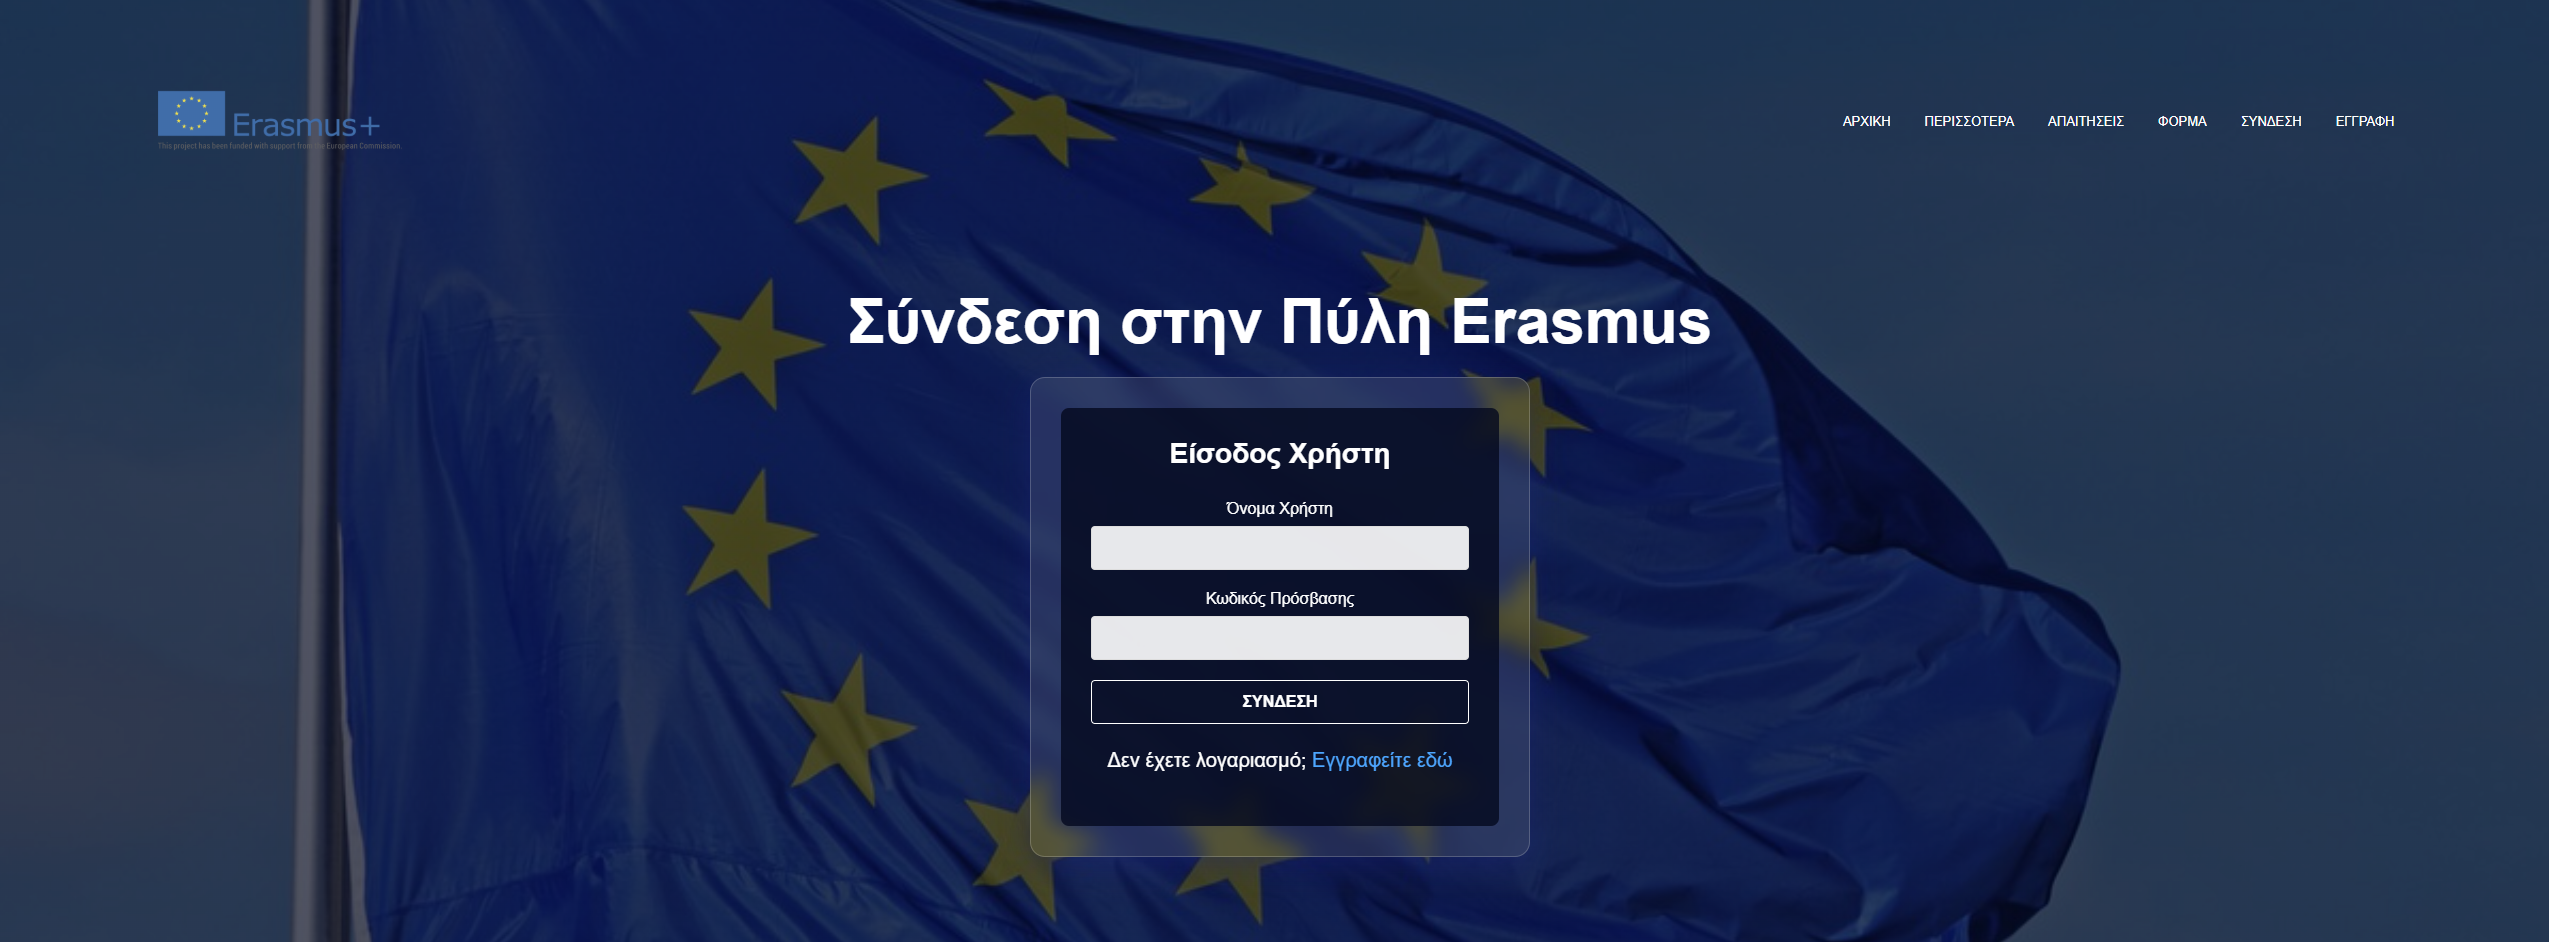 Erasmus+
This project has been funded with support from the European Commission.
ΑΡΧΙΚΗ ΠΕΡΙΣΣΟΤΕΡΑ ΑΠΑΙΤΗΣΕΙΣ ΦΟΡΜΑ ΣΥΝΔΕΣΗ ΕΓΓΡΑΦΗ
Σύνδεση στην Πύλη Erasmus
Είσοδος Χρήστη
Όνομα Χρήστη
Κωδικός Πρόσβασης
ΣΥΝΔΕΣΗ
Δεν έχετε λογαριασμό; Εγγραφείτε εδώ